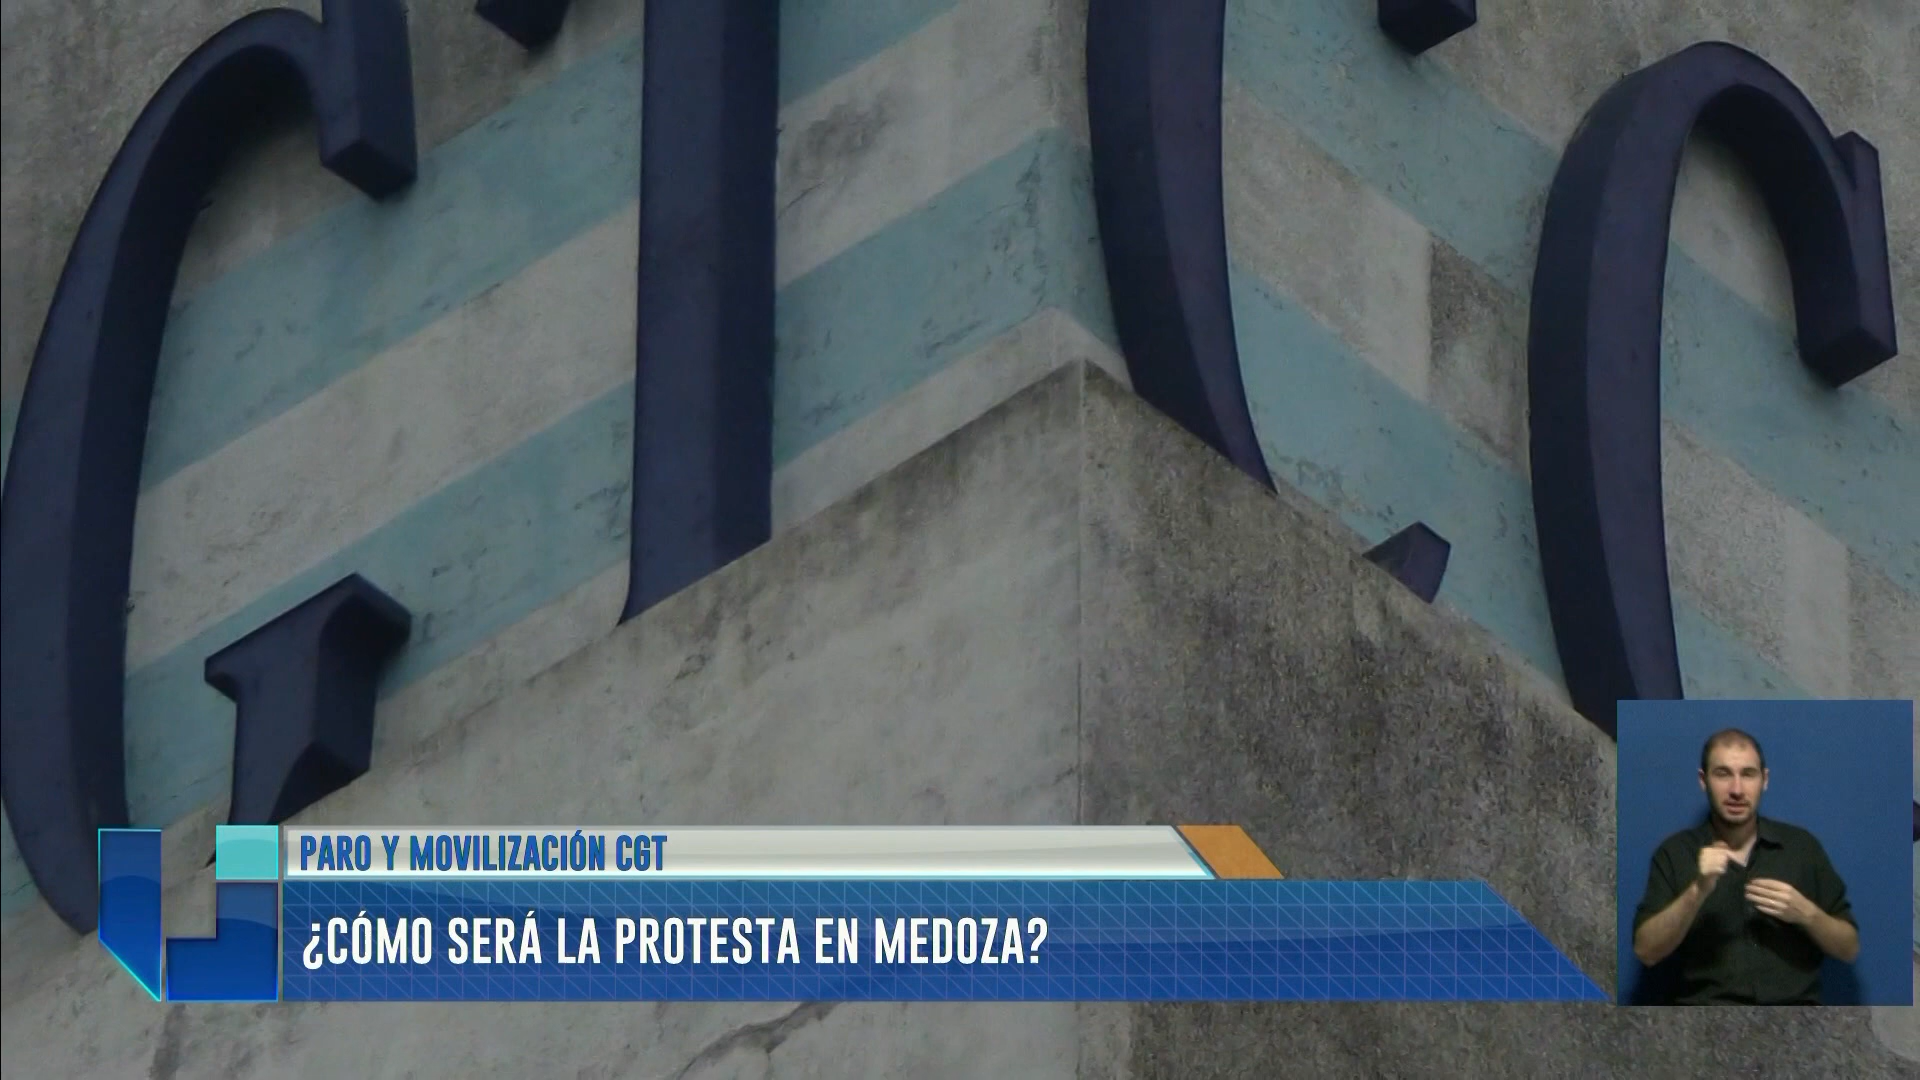 PARO Y MOVILIZACIÓN CGT
¿CÓMO SERÁ LA PROTESTA EN MEDOZA?